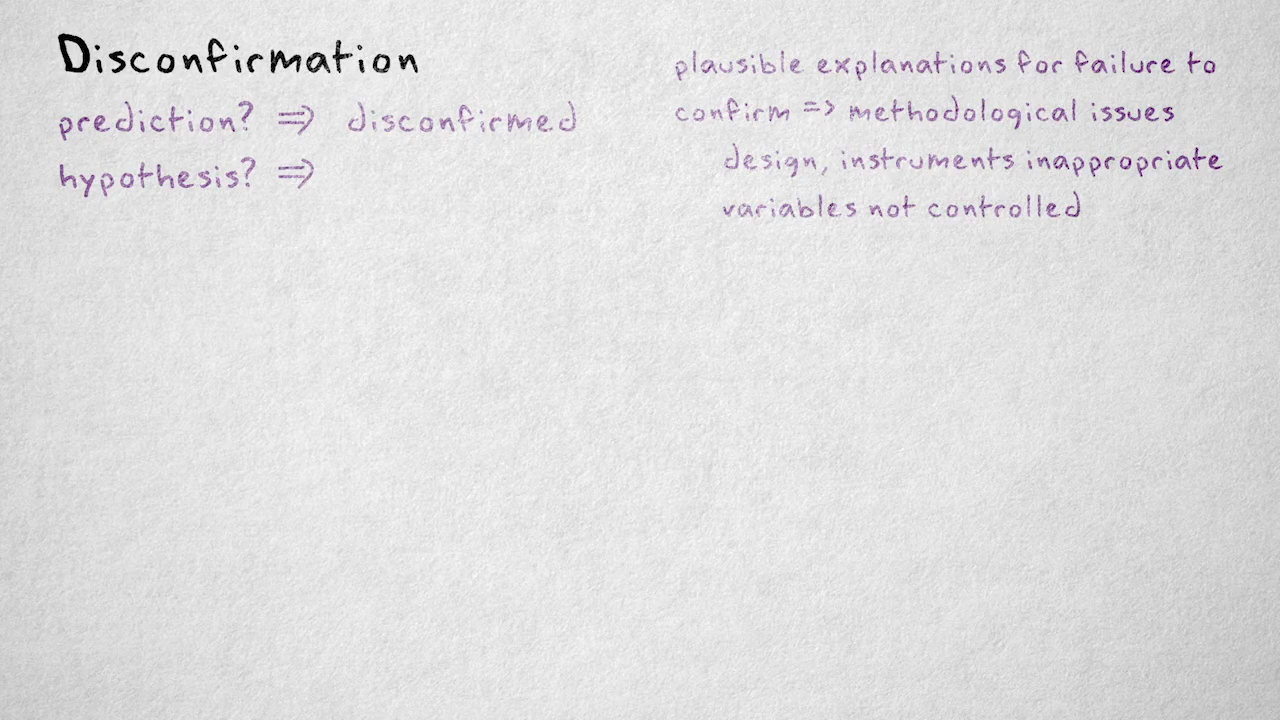 Disconfirmation
prediction? ⇒ disconfirmed
hypothesis? ⇒
plausible explanations for failure to
confirm => methodological issues
design, instruments inappropriate
variables not controlled